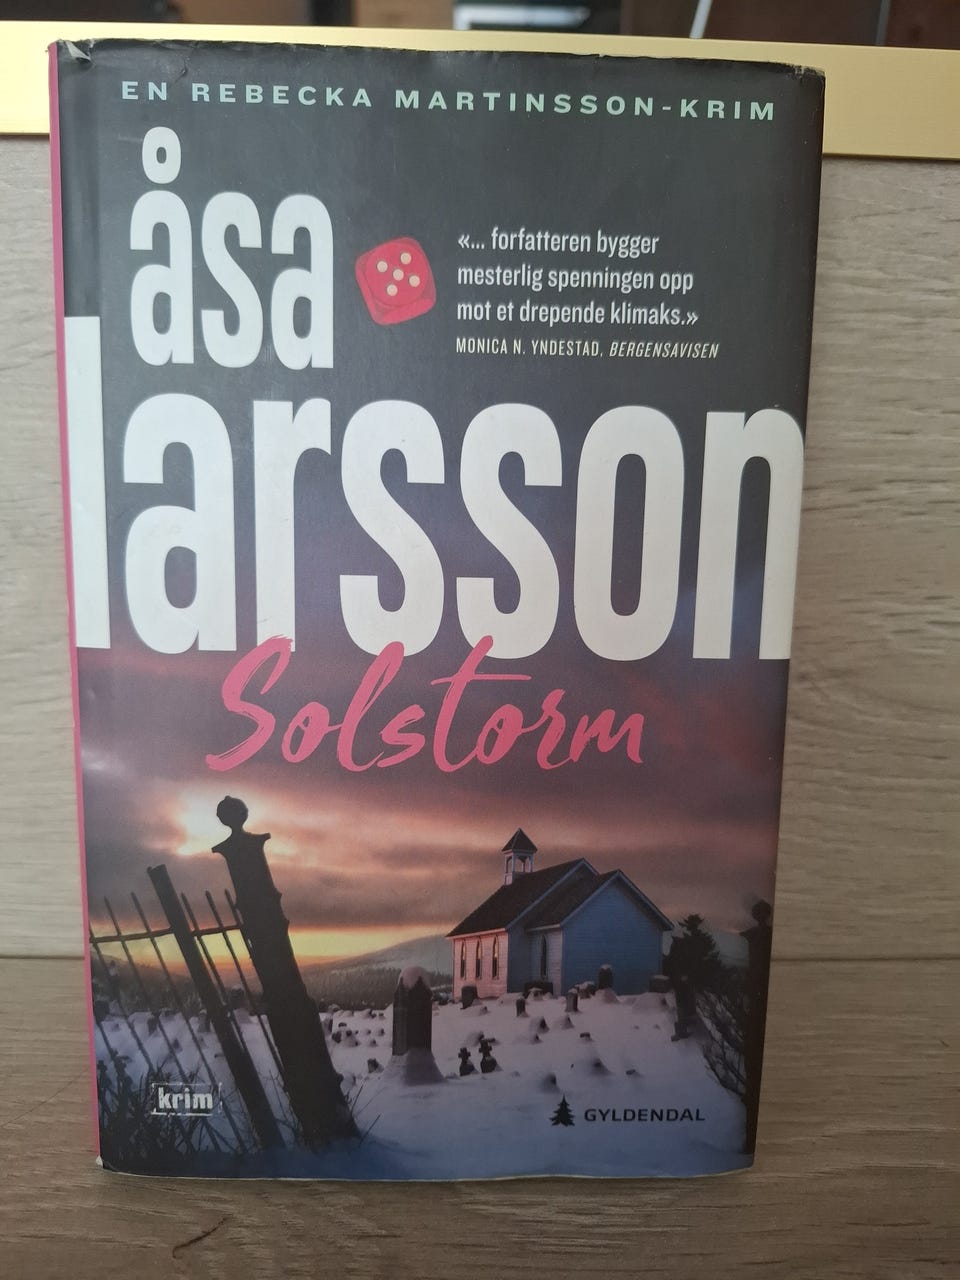 EN REBECKA MARTINSSON-KRIM
åsa
«... forfatteren bygger
mesterlig spenningen opp
mot et drepende klimaks.»
MONICA N. YNDESTAD, BERGENSAVISEN
larsson
Solstorm
krim
GYLDENDAL